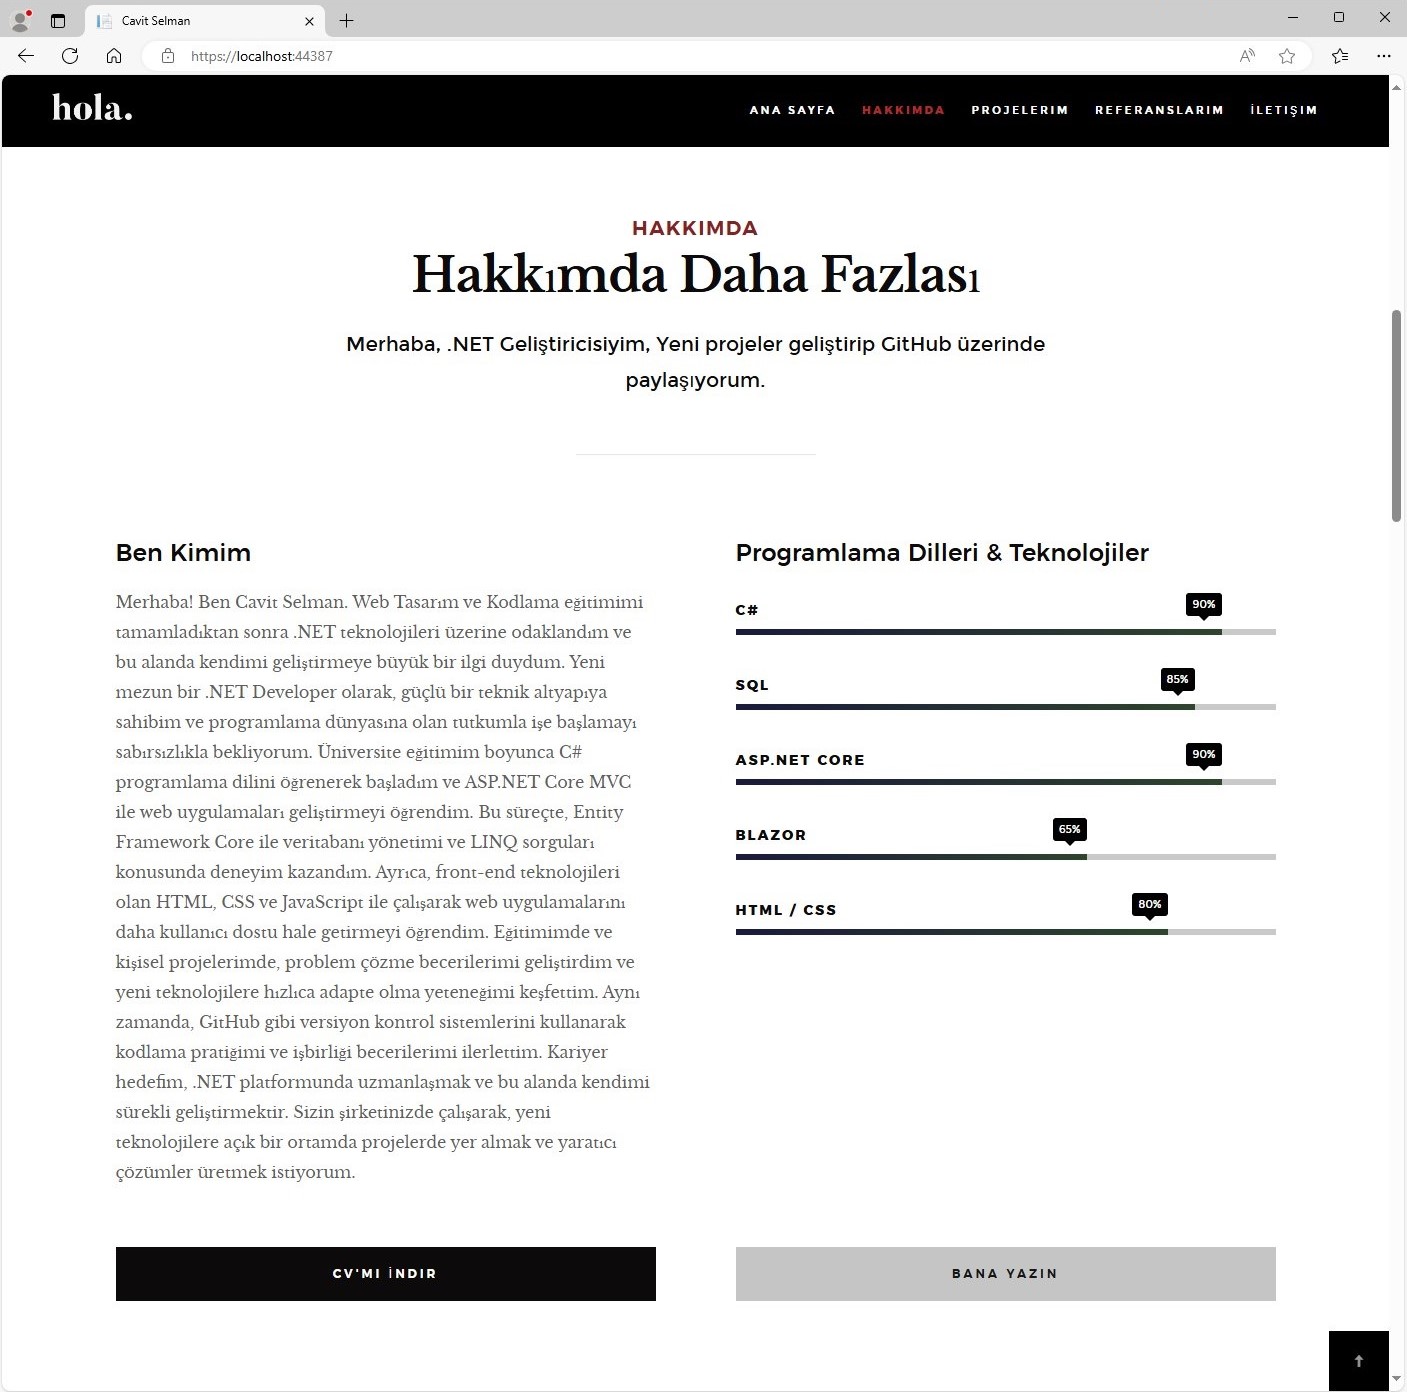 Cavit Selman
https://localhost:44387
hola.
ANA SAYFA HAKKIMDA PROJELERIM REFERANSLARIM İLETIŞIM
HAKKIMDA
Hakkımda Daha Fazlası
Merhaba, .NET Geliştiricisiyim, Yeni projeler geliştirip GitHub üzerinde
paylaşıyorum.
Ben Kimim
Merhaba! Ben Cavit Selman. Web Tasarım ve Kodlama eğitimimi
tamamladıktan sonra .NET teknolojileri üzerine odaklandım ve
bu alanda kendimi geliştirmeye büyük bir ilgi duydum. Yeni
mezun bir .NET Developer olarak, güçlü bir teknik altyapıya
sahibim ve programlama dünyasına olan tutkumla işe başlamayı
sabırsızlıkla bekliyorum. Üniversite eğitimim boyunca C#
programlama dilini öğrenerek başladım ve ASP.NET Core MVC
ile web uygulamaları geliştirmeyi öğrendim. Bu süreçte, Entity
Framework Core ile veritabanı yönetimi ve LINQ sorguları
konusunda deneyim kazandım. Ayrıca, front-end teknolojileri
olan HTML, CSS ve JavaScript ile çalışarak web uygulamalarını
daha kullanıcı dostu hale getirmeyi öğrendim. Eğitimimde ve
kişisel projelerimde, problem çözme becerilerimi geliştirdim ve
yeni teknolojilere hızlıca adapte olma yeteneğimi keşfettim. Aynı
zamanda, GitHub gibi versiyon kontrol sistemlerini kullanarak
kodlama pratiğimi ve işbirliği becerilerimi ilerlettim. Kariyer
hedefim, .NET platformunda uzmanlaşmak ve bu alanda kendimi
sürekli geliştirmektir. Sizin şirketinizde çalışarak, yeni
teknolojilere açık bir ortamda projelerde yer almak ve yaratıcı
çözümler üretmek istiyorum.
Programlama Dilleri & Teknolojiler
C# 90%
SQL 85%
ASP.NET CORE 90%
BLAZOR 65%
HTML / CSS 80%
CV'MI İNDIR
BANA YAZIN